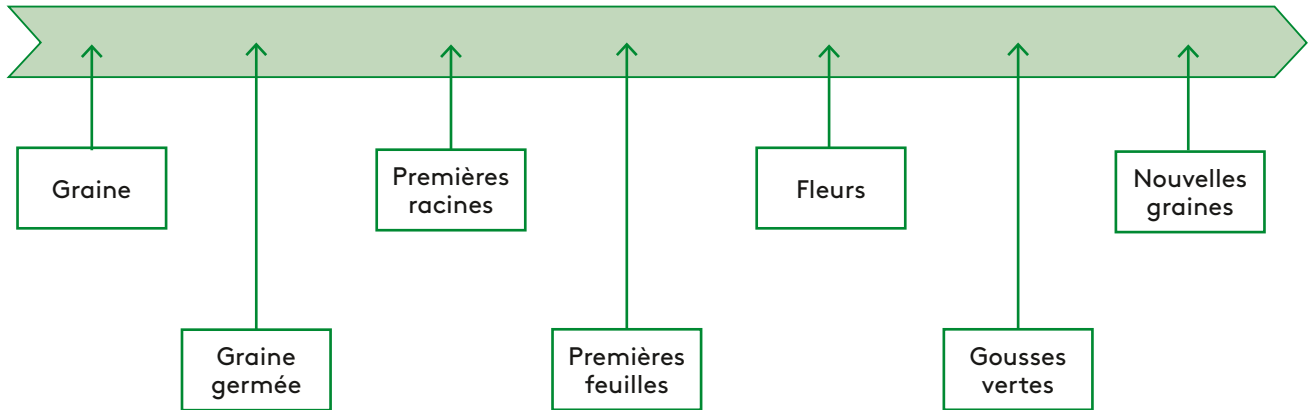 Graine
Premières
racines
Fleurs
Nouvelles
graines
Graine
germée
Premières
feuilles
Gousses
vertes